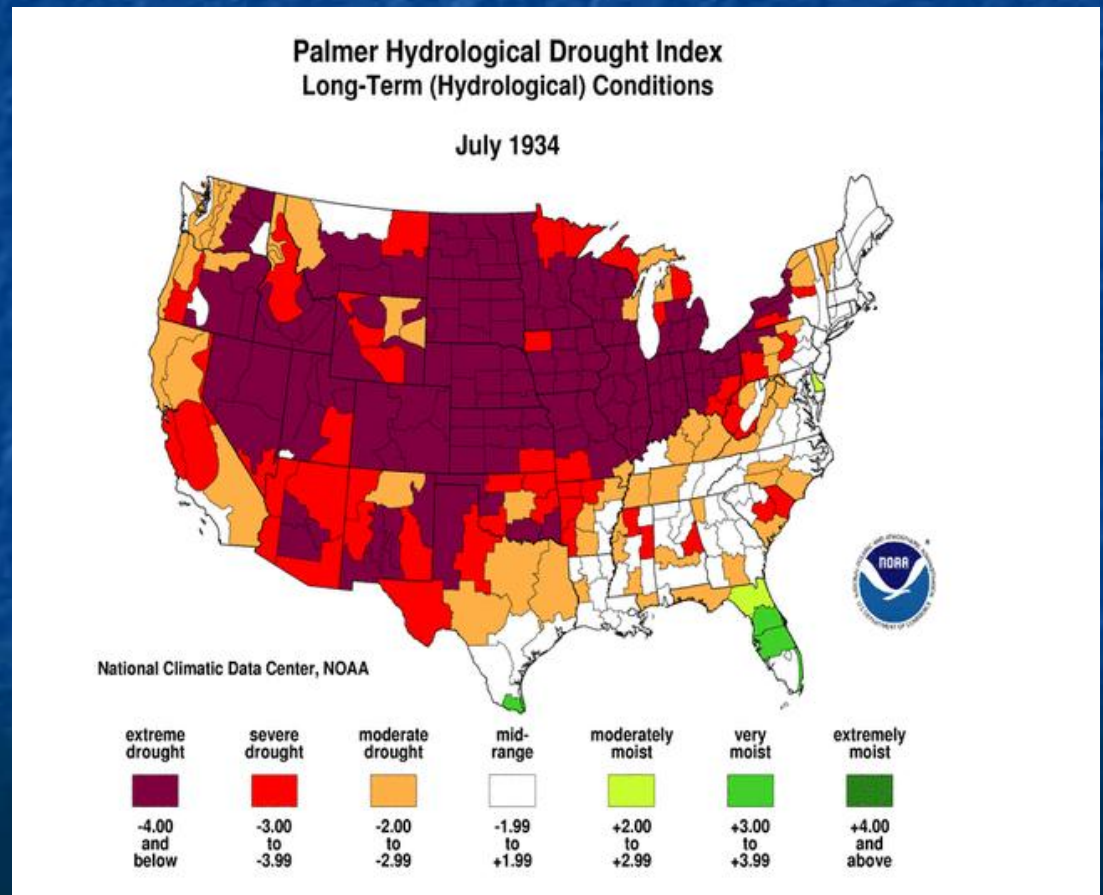 Palmer Hydrological Drought Index
Long-Term (Hydrological) Conditions
July 1934
NOAA
National Climatic Data Center, NOAA
extreme drought
severe drought
moderate drought
mid-range
moderately moist
very moist
extremely moist
-4.00 and below
-3.00 to -3.99
-2.00 to -2.99
-1.99 to +1.99
+2.00 to +2.99
+3.00 to +3.99
+4.00 and above